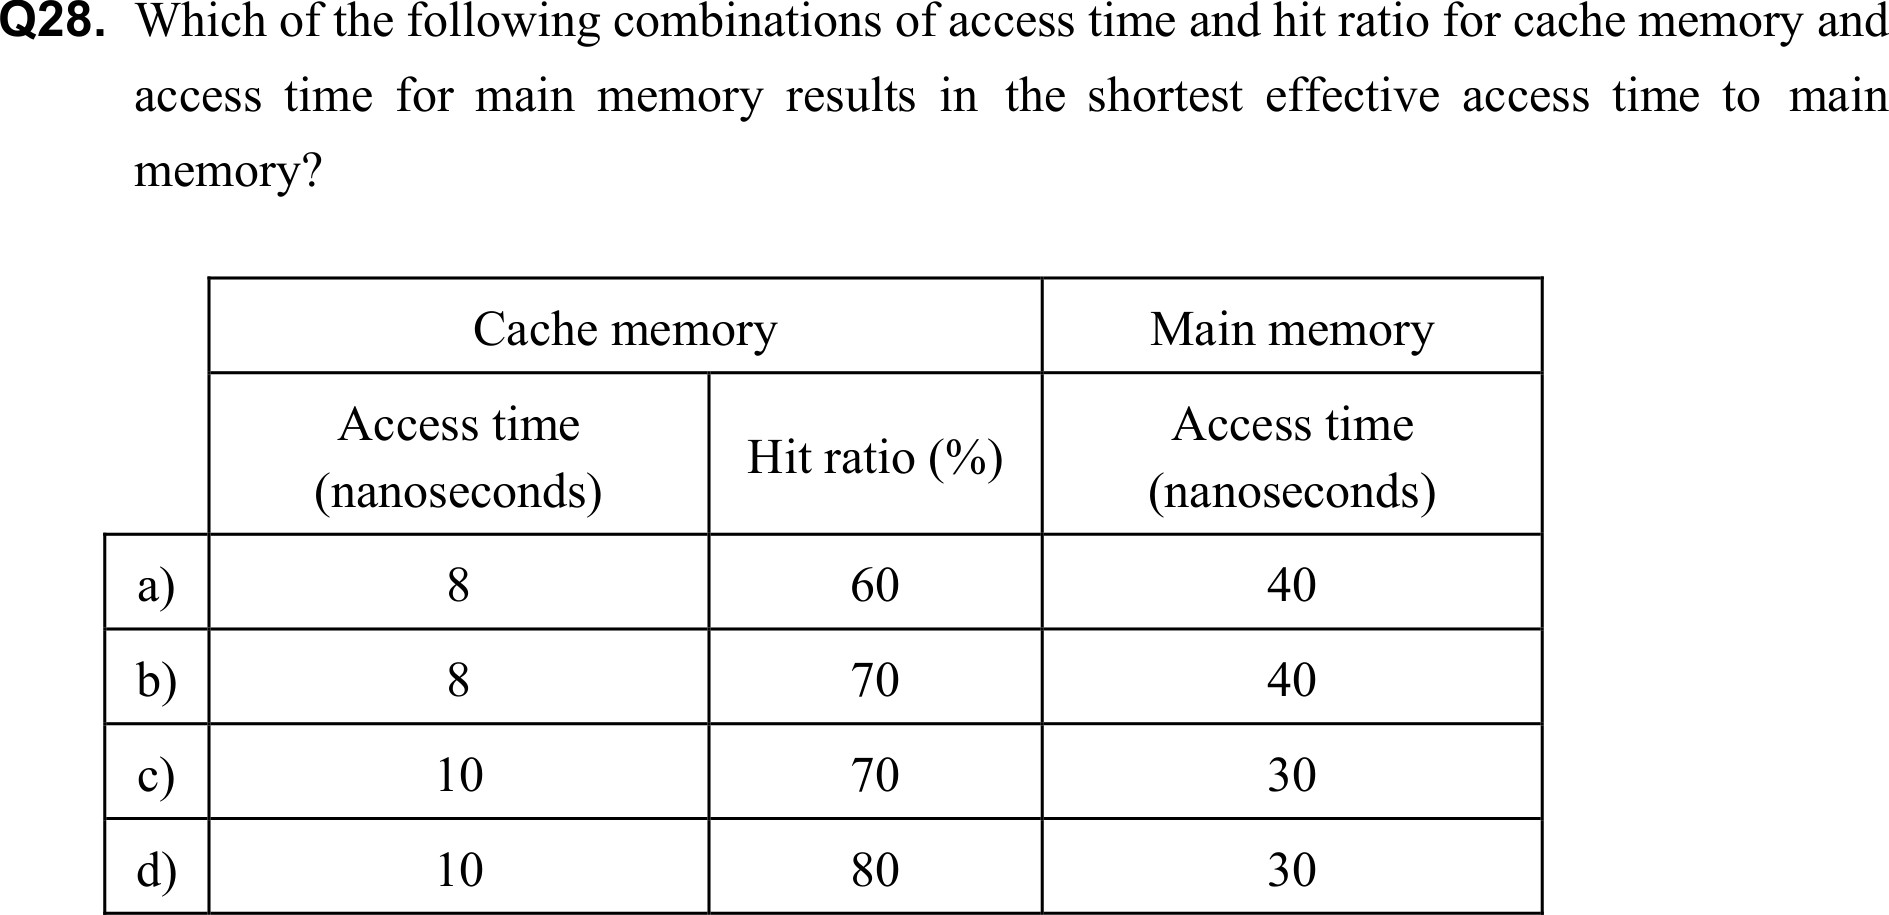 Q28. Which of the following combinations of access time and hit ratio for cache memory and
access time for main memory results in the shortest effective access time to main
memory?
Cache memory Main memory
Access time (nanoseconds) Hit ratio (%) Access time (nanoseconds)
a) 8 60 40
b) 8 70 40
c) 10 70 30
d) 10 80 30